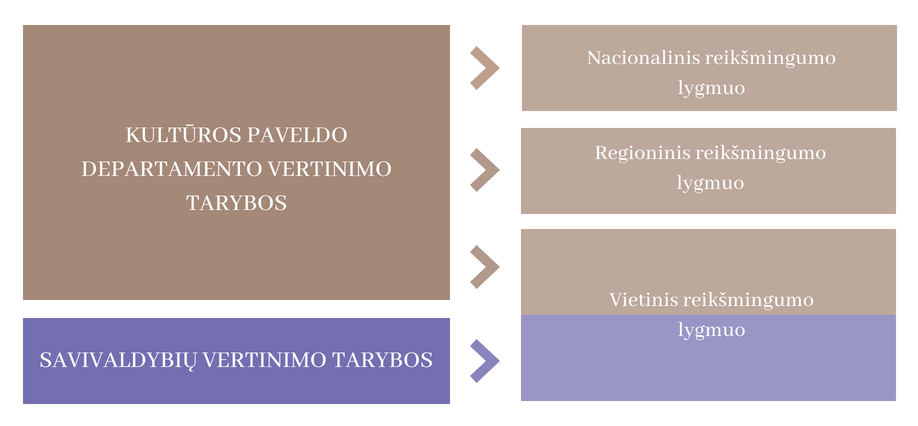 KULTŪROS PAVELDO
DEPARTAMENTO VERTINIMO
TARYBOS
SAVIVALDYBIŲ VERTINIMO TARYBOS
Nacionalinis reikšmingumo
lygmuo
Regioninis reikšmingumo
lygmuo
Vietinis reikšmingumo
lygmuo